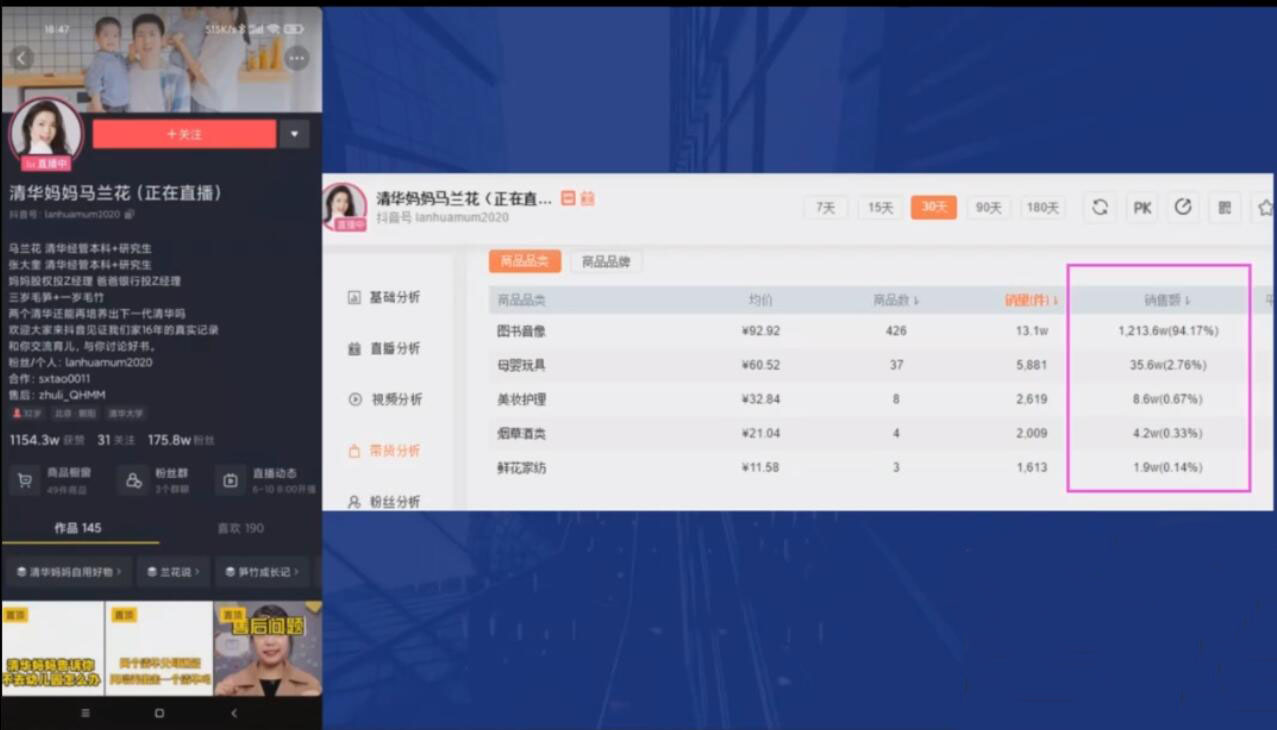 18:47
515K/s
+关注
直播中
清华妈妈马兰花（正在直播）
抖音号: lanhuamum2020
马兰花 清华经管本科+研究生
张大奎 清华经管本科+研究生
妈妈股权投Z经理 爸爸银行投Z经理
三岁毛笋+一岁毛竹
两个清华还能再培养出下一代清华吗
欢迎大家来抖音见证我们家16年的真实记录
和你交流育儿, 与你讨论好书。
粉丝/个人: lanhuamum2020
合作: sxtao0011
售后: zhuli_QHMM
32岁 北京·朝阳 清华大学
1154.3w 获赞 31 关注 175.8w 粉丝
商品橱窗 粉丝群 直播动态
49件商品 3个群聊 6-10 8:00开播
作品 145 喜欢 190
清华妈妈自用好物 兰花说 笋竹成长记
置顶 置顶 置顶
售后问题
清华妈妈告诉你
不去幼儿园怎么办
清华妈妈马兰花（正在直...
抖音号 lanhuamum2020
直播中
7天 15天 30天 90天 180天 PK
基础分析
直播分析
视频分析
带货分析
粉丝分析
商品品类 商品品牌
商品品类 均价 商品数 销量(件) 销售额
图书音像 ¥92.92 426 13.1w 1,213.6w(94.17%)
母婴玩具 ¥60.52 37 5,881 35.6w(2.76%)
美妆护理 ¥32.84 8 2,619 8.6w(0.67%)
烟草酒类 ¥21.04 4 2,009 4.2w(0.33%)
鲜花家纺 ¥11.58 3 1,613 1.9w(0.14%)